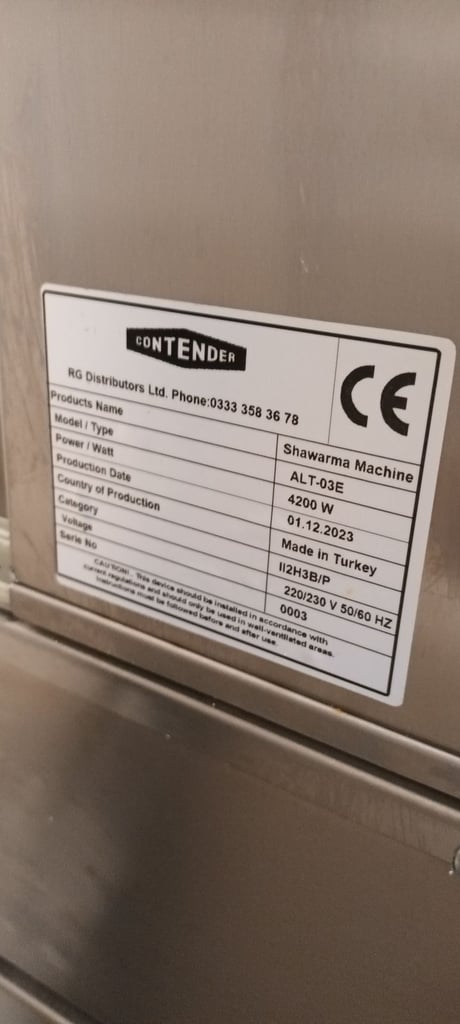 CONTENDER
CE
RG Distributors Ltd. Phone:0333 358 36 78
Products Name Shawarma Machine
Model / Type ALT-03E
Power / Watt 4200 W
Production Date 01.12.2023
Country of Production Made in Turkey
Category II2H3B/P
Voltage 220/230 V 50/60 HZ
Serie No 0003
CAUTION!.. This device should be installed in accordance with
current regulations and should only be used in well-ventilated areas.
Instructions must be followed before and after use.